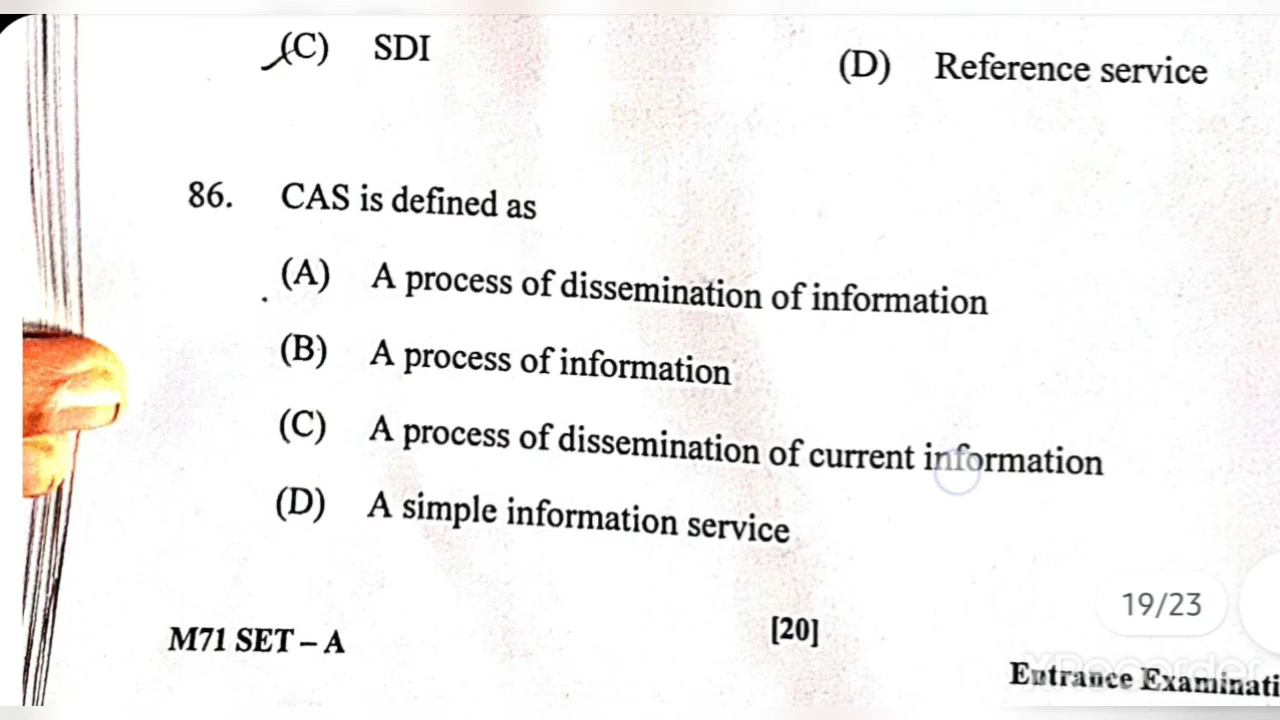 (C) SDI
(D) Reference service
86. CAS is defined as
(A) A process of dissemination of information
(B) A process of information
(C) A process of dissemination of current information
(D) A simple information service
19/23
M71 SET – A
[20]
XRecorder
Entrance Examinati